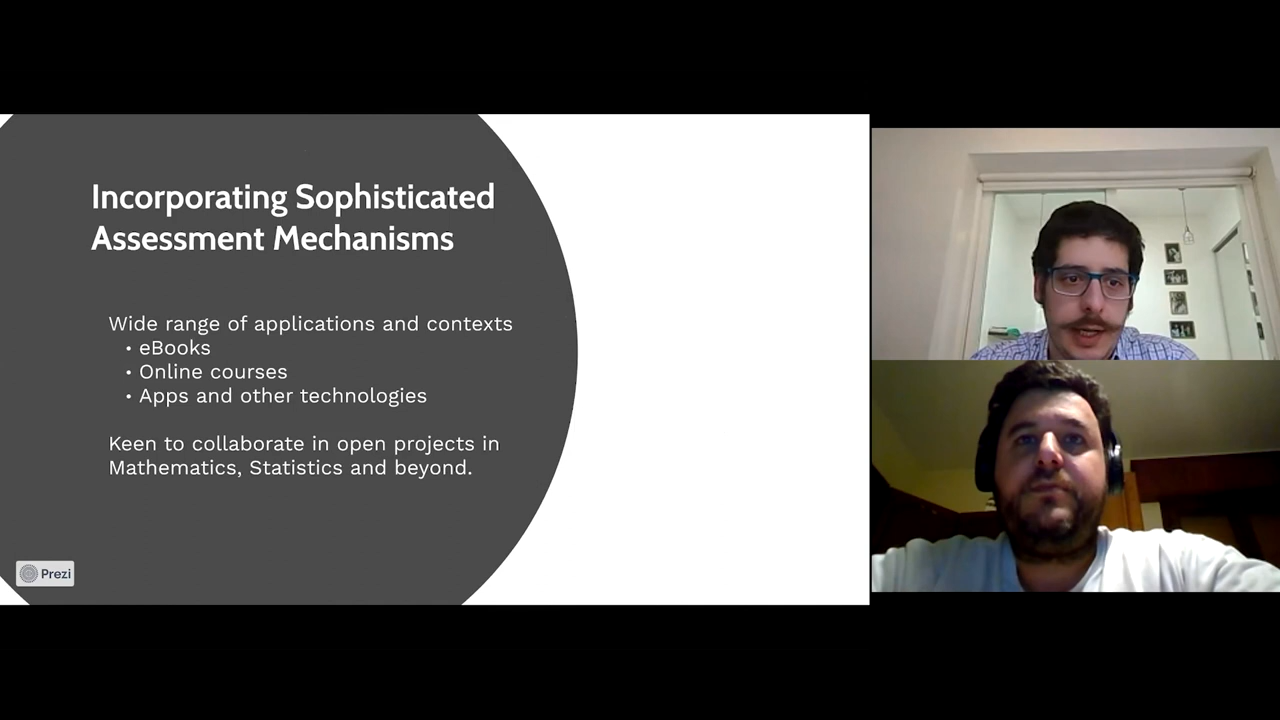 Incorporating Sophisticated
Assessment Mechanisms
Wide range of applications and contexts
• eBooks
• Online courses
• Apps and other technologies
Keen to collaborate in open projects in
Mathematics, Statistics and beyond.
Prezi